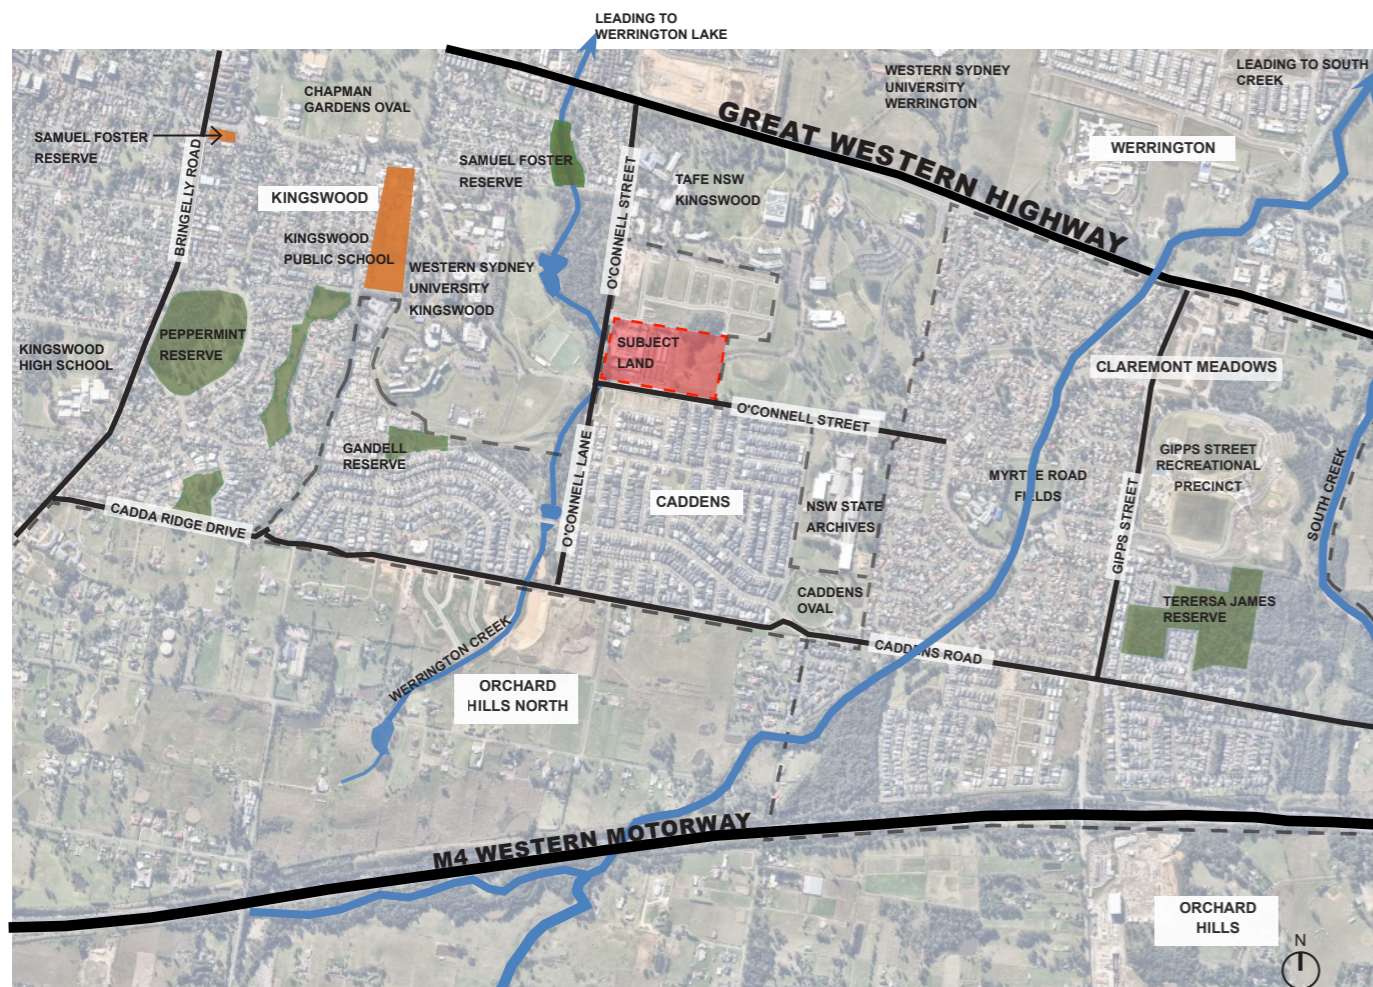 LEADING TO
WERRINGTON LAKE
CHAPMAN
GARDENS OVAL
WESTERN SYDNEY
UNIVERSITY
WERRINGTON
LEADING TO SOUTH
CREEK
SAMUEL FOSTER
RESERVE
BRINGELLY ROAD
KINGSWOOD
SAMUEL FOSTER
RESERVE
O'CONNELL STREET
TAFE NSW
KINGSWOOD
GREAT WESTERN HIGHWAY
WERRINGTON
KINGSWOOD
PUBLIC SCHOOL
WESTERN SYDNEY
UNIVERSITY
KINGSWOOD
PEPPERMINT
RESERVE
KINGSWOOD
HIGH SCHOOL
SUBJECT
LAND
CLAREMONT MEADOWS
O'CONNELL STREET
GANDELL
RESERVE
O'CONNELL LANE
CADDENS
NSW STATE
ARCHIVES
MYRTLE ROAD
FIELDS
GIPPS STREET
GIPPS STREET
RECREATIONAL
PRECINCT
SOUTH CREEK
CADDA RIDGE DRIVE
CADDENS
OVAL
TERERSA JAMES
RESERVE
WERRINGTON CREEK
CADDENS ROAD
ORCHARD
HILLS NORTH
M4 WESTERN MOTORWAY
ORCHARD
HILLS
N